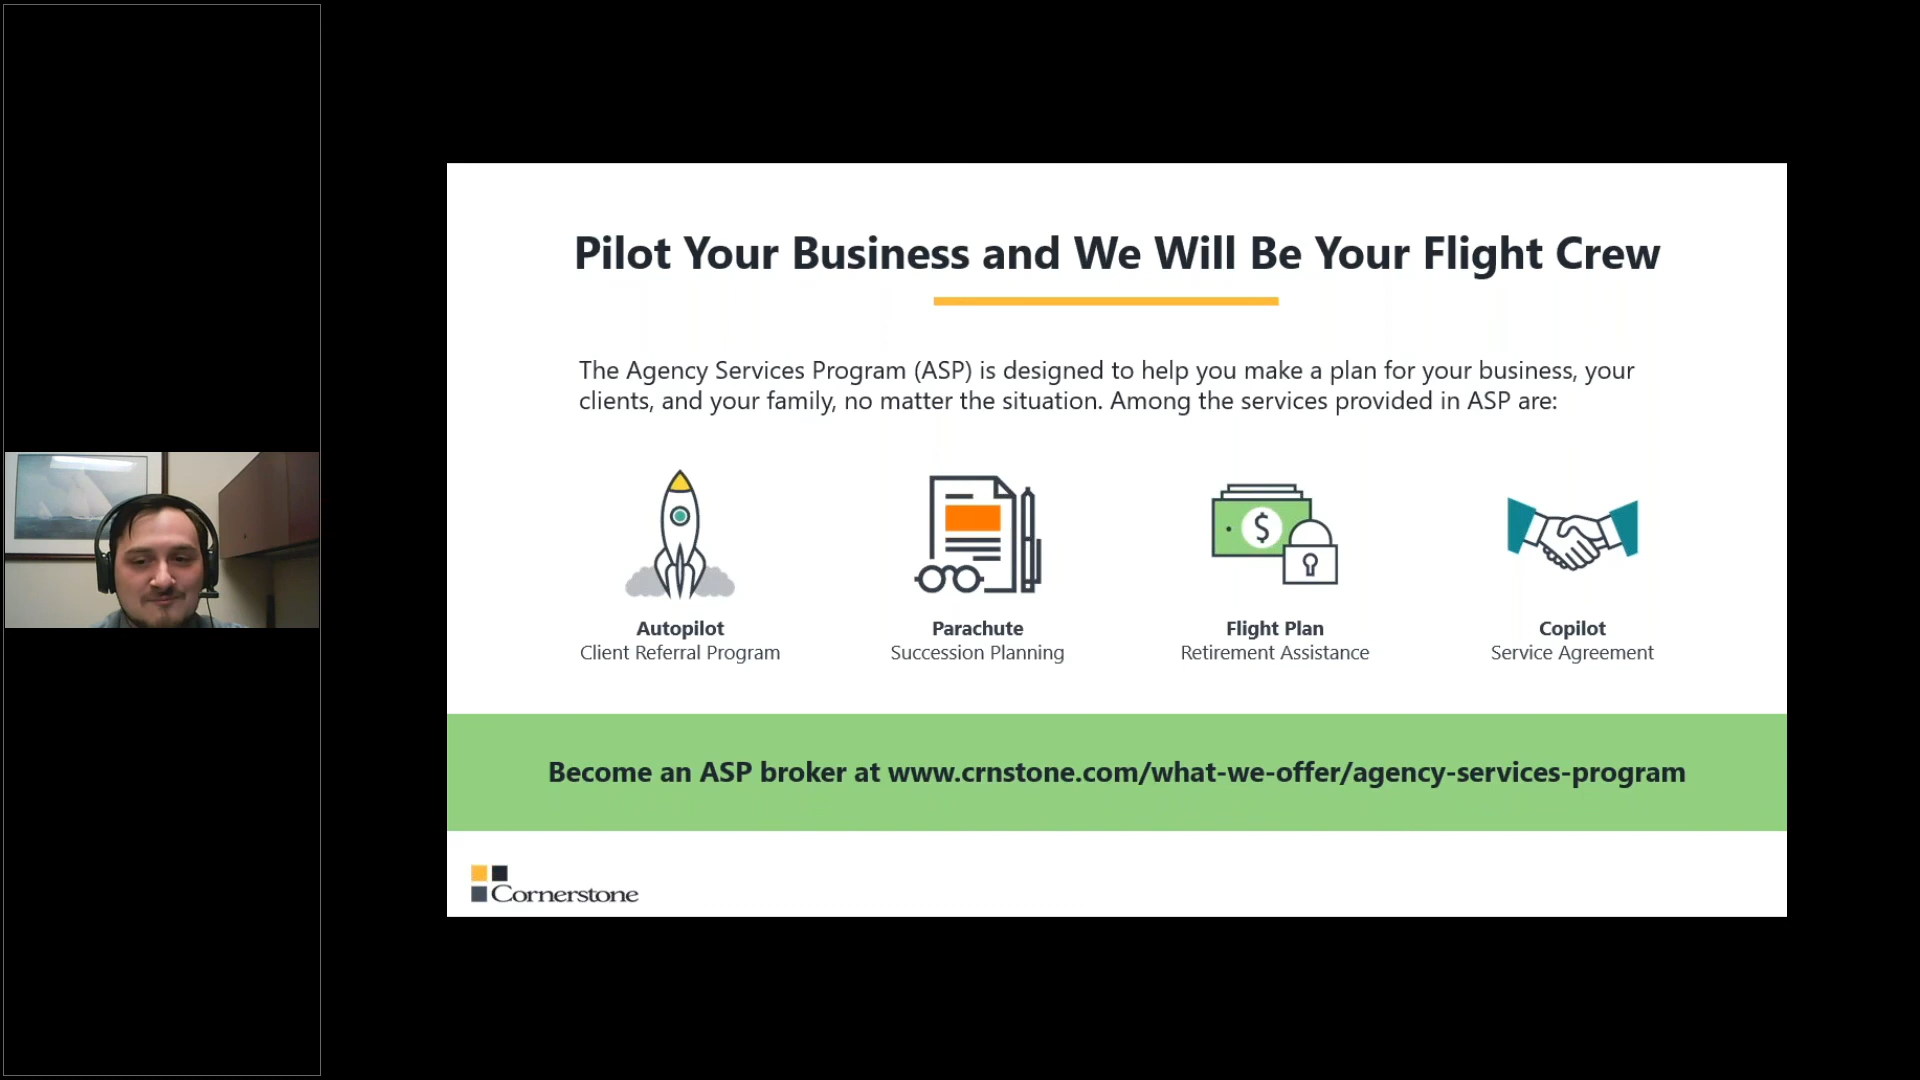 Pilot Your Business and We Will Be Your Flight Crew
The Agency Services Program (ASP) is designed to help you make a plan for your business, your
clients, and your family, no matter the situation. Among the services provided in ASP are:
$
Autopilot
Client Referral Program
Parachute
Succession Planning
Flight Plan
Retirement Assistance
Copilot
Service Agreement
Become an ASP broker at www.crnstone.com/what-we-offer/agency-services-program
Cornerstone